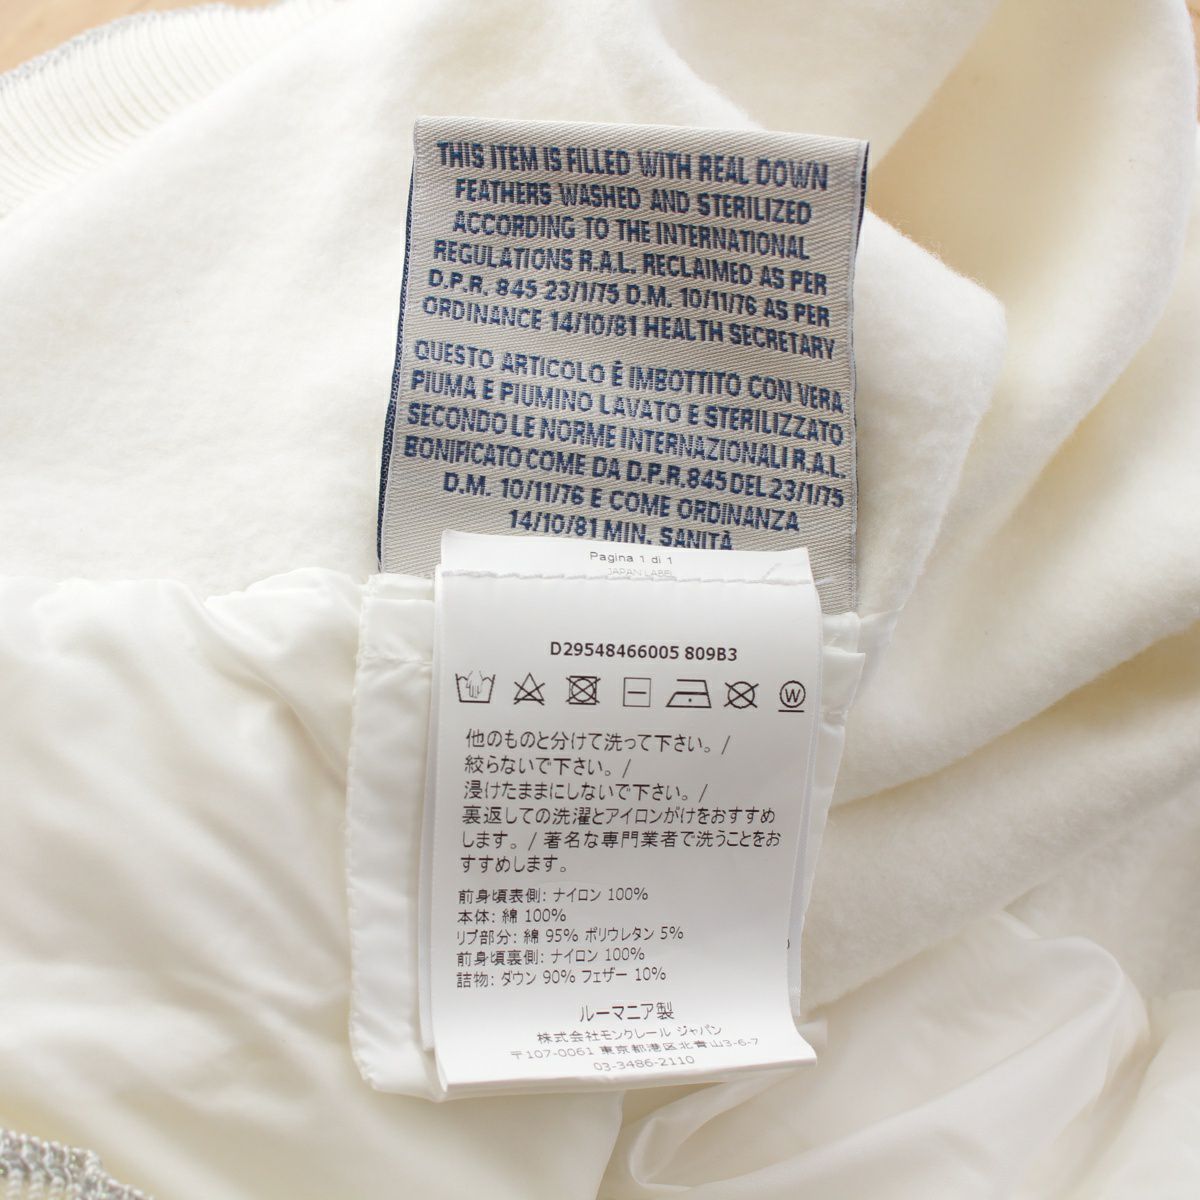 THIS ITEM IS FILLED WITH REAL DOWN
FEATHERS WASHED AND STERILIZED
ACCORDING TO THE INTERNATIONAL
REGULATIONS R.A.L. RECLAIMED AS PER
D.P.R. 845 23/1/75 D.M. 10/11/76 AS PER
ORDINANCE 14/10/81 HEALTH SECRETARY
QUESTO ARTICOLO È IMBOTTITO CON VERA
PIUMA E PIUMINO LAVATO E STERILIZZATO
SECONDO LE NORME INTERNAZIONALI R.A.L.
BONIFICATO COME DA D.P.R. 845 DEL 23/1/75
D.M. 10/11/76 E COME ORDINANZA
14/10/81 MIN. SANITÀ
Pagina 1 di 1
JAPAN LABEL
D29548466005 809B3
W
他のものと分けて洗って下さい。/
絞らないで下さい。/
浸けたままにしないで下さい。/
裏返しての洗濯とアイロンがけをおすすめ
します。/ 著名な専門業者で洗うことをお
すすめします。
前身頃表側: ナイロン 100%
本体: 綿 100%
リブ部分: 綿 95% ポリウレタン 5%
前身頃裏側: ナイロン 100%
詰物: ダウン 90% フェザー 10%
ルーマニア製
株式会社モンクレール ジャパン
〒107-0061 東京都港区北青山3-6-7
03-3486-2110